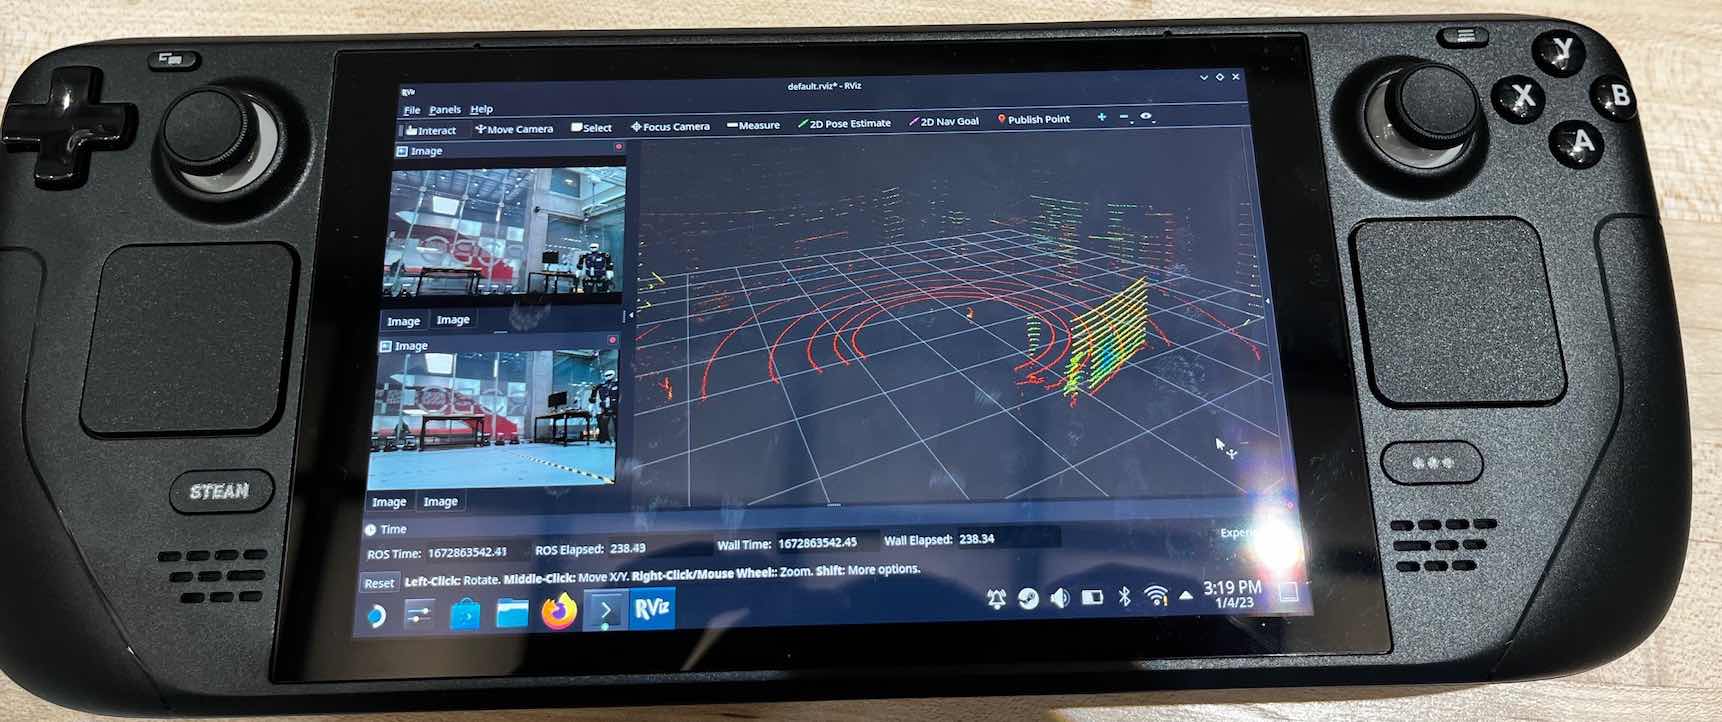 default.rviz* - RViz
File Panels Help
Interact Move Camera Select Focus Camera Measure 2D Pose Estimate 2D Nav Goal Publish Point
Image
Image Image
Image
Image Image
Time
ROS Time: 1672863542.41 ROS Elapsed: 238.43 Wall Time: 1672863542.45 Wall Elapsed: 238.34
Reset Left-Click: Rotate. Middle-Click: Move X/Y. Right-Click/Mouse Wheel:: Zoom. Shift: More options.
RViz
3:19 PM
1/4/23
STEAM
Y
X
B
A